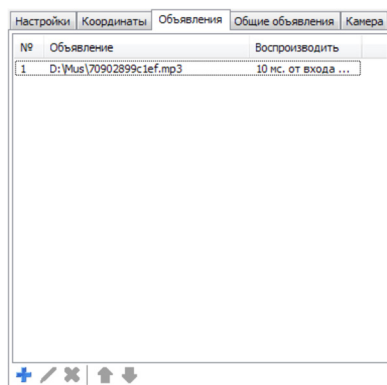 Настройки Координаты Объявления Общие объявления Камера
№ Объявление Воспроизводить
1 D:\Mus\70902899c1ef.mp3 10 мс. от входа ...